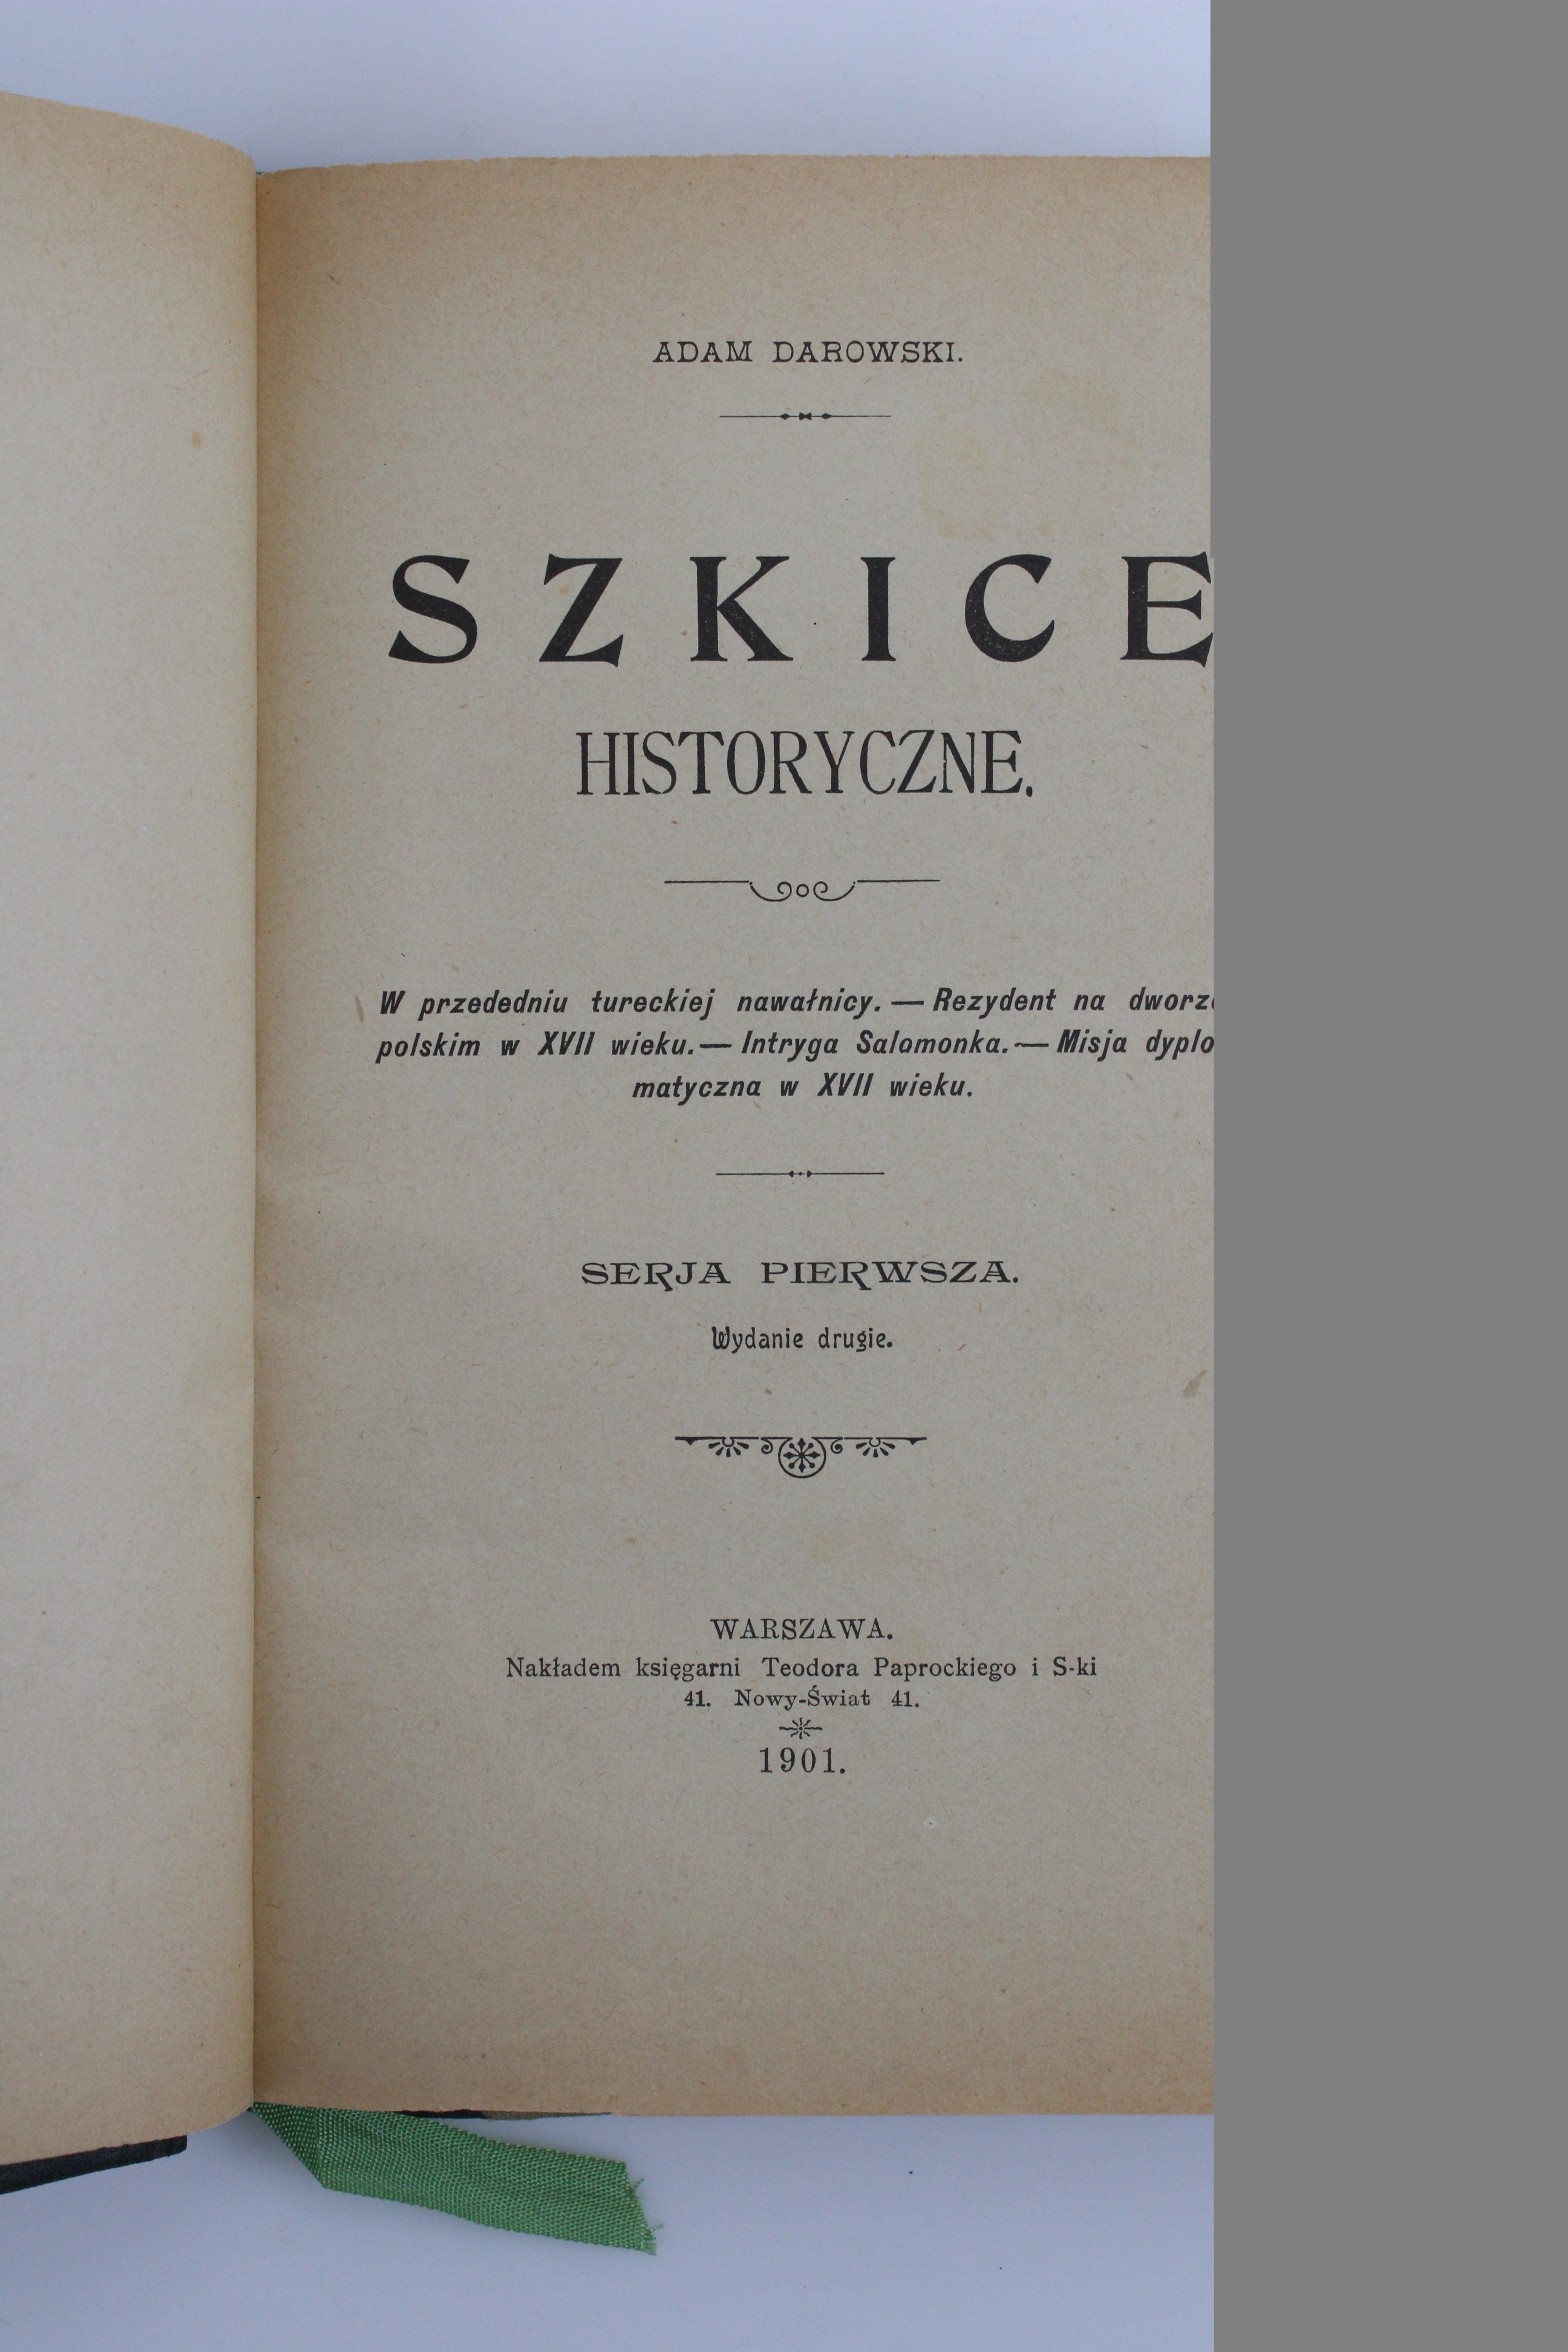 ADAM DAROWSKI.
SZKICE
HISTORYCZNE.
W przededniu tureckiej nawałnicy. — Rezydent na
polskim w XVII wieku. — Intryga Salomonka. — Misja dyplo
matyczna w XVII wieku.
SERJA PIERWSZA.
Wydanie drugie.
WARSZAWA.
Nakładem księgarni Teodora Paprockiego i S-ki
41. Nowy-Świat 41.
1901.